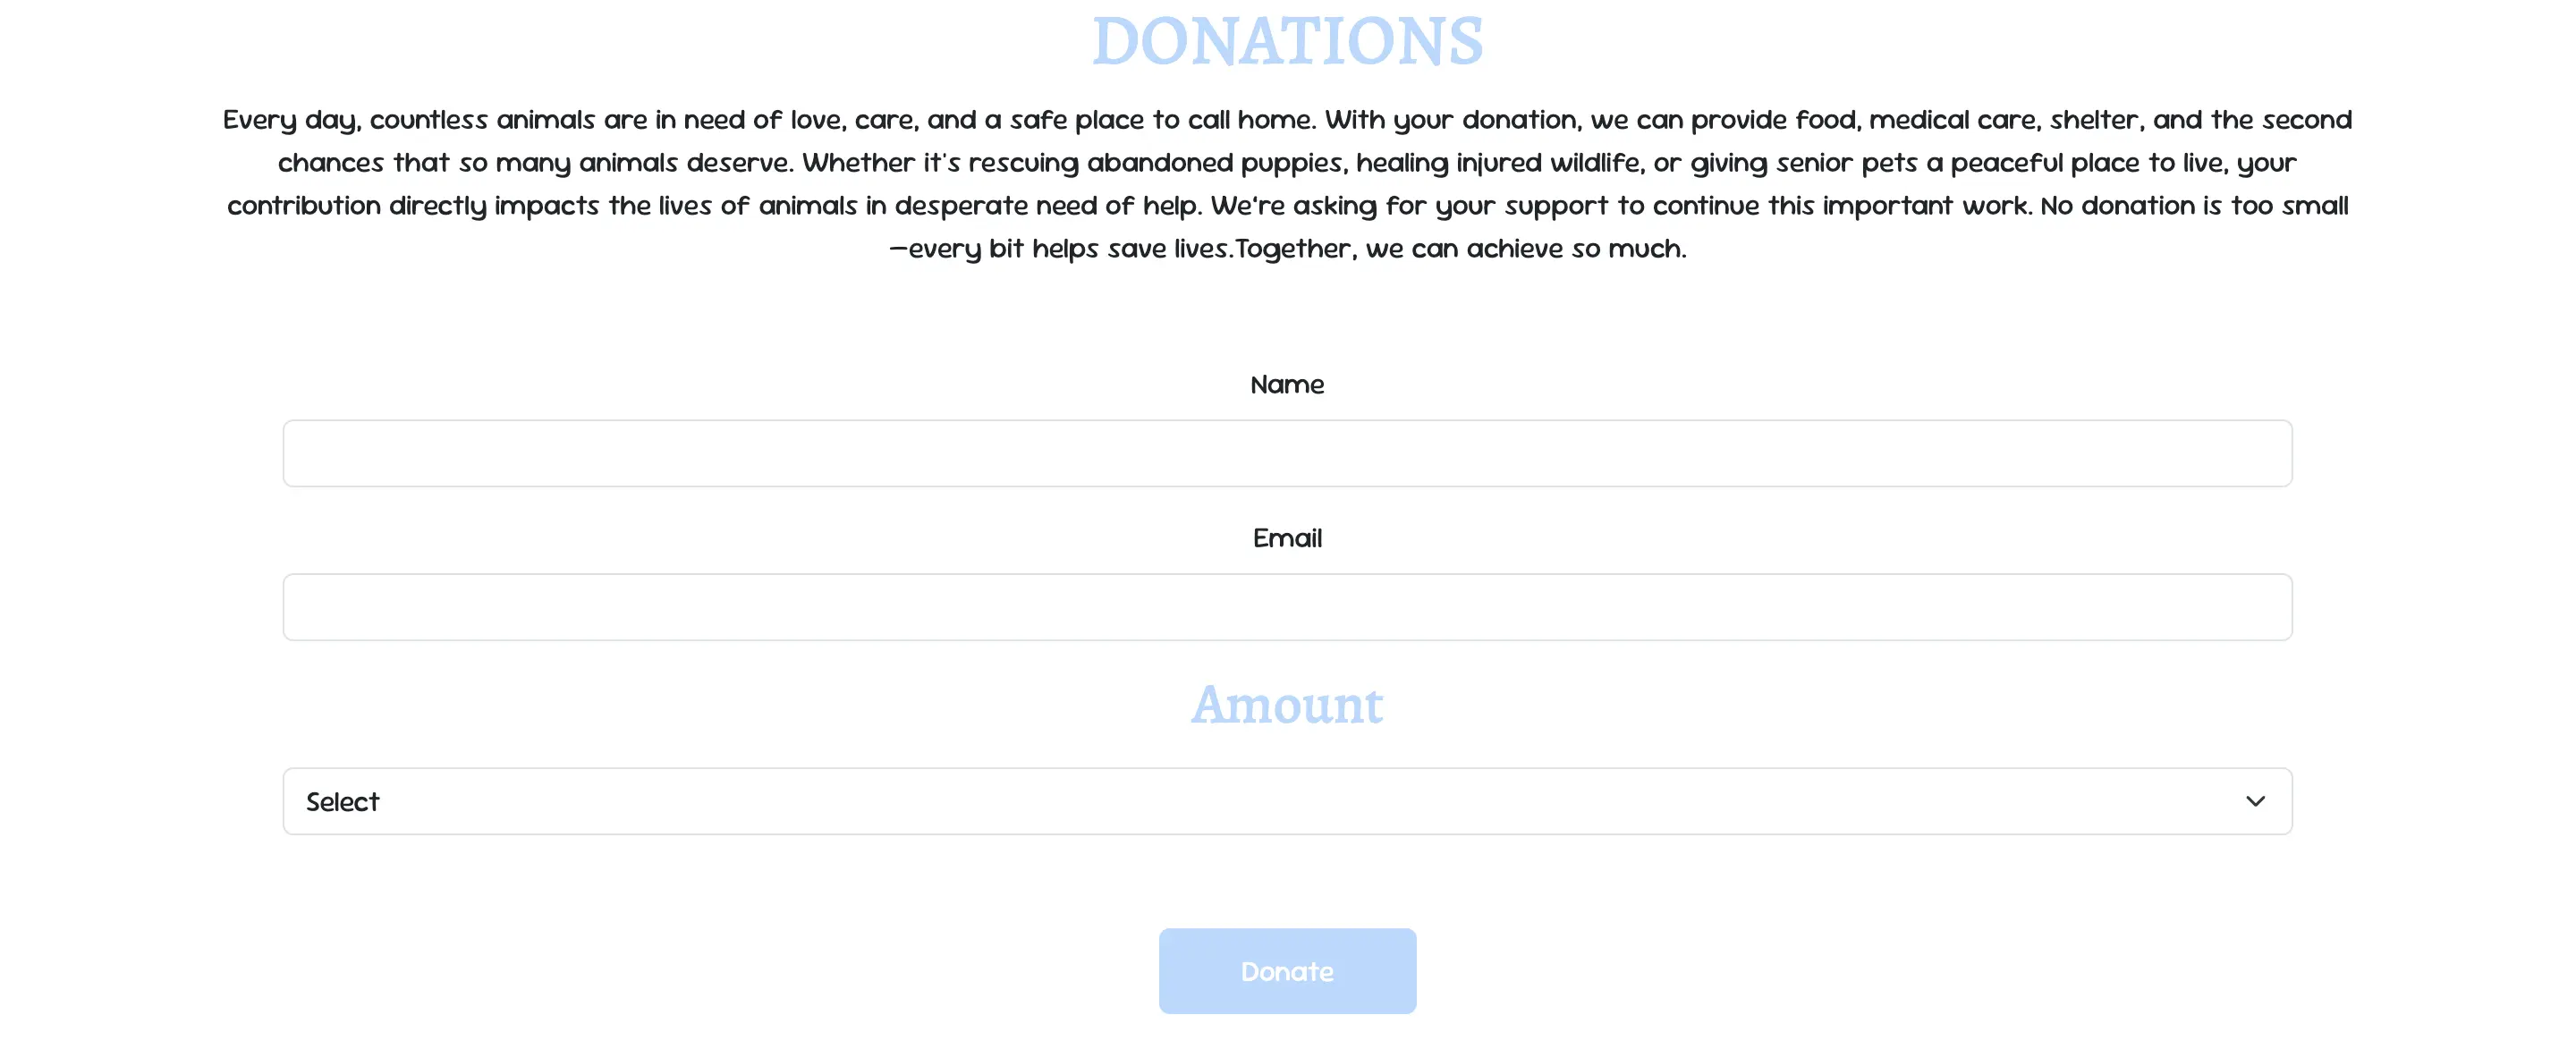 DONATIONS
Every day, countless animals are in need of love, care, and a safe place to call home. With your donation, we can provide food, medical care, shelter, and the second
chances that so many animals deserve. Whether it's rescuing abandoned puppies, healing injured wildlife, or giving senior pets a peaceful place to live, your
contribution directly impacts the lives of animals in desperate need of help. We're asking for your support to continue this important work. No donation is too small
—every bit helps save lives.Together, we can achieve so much.
Name
Email
Amount
Select
Donate